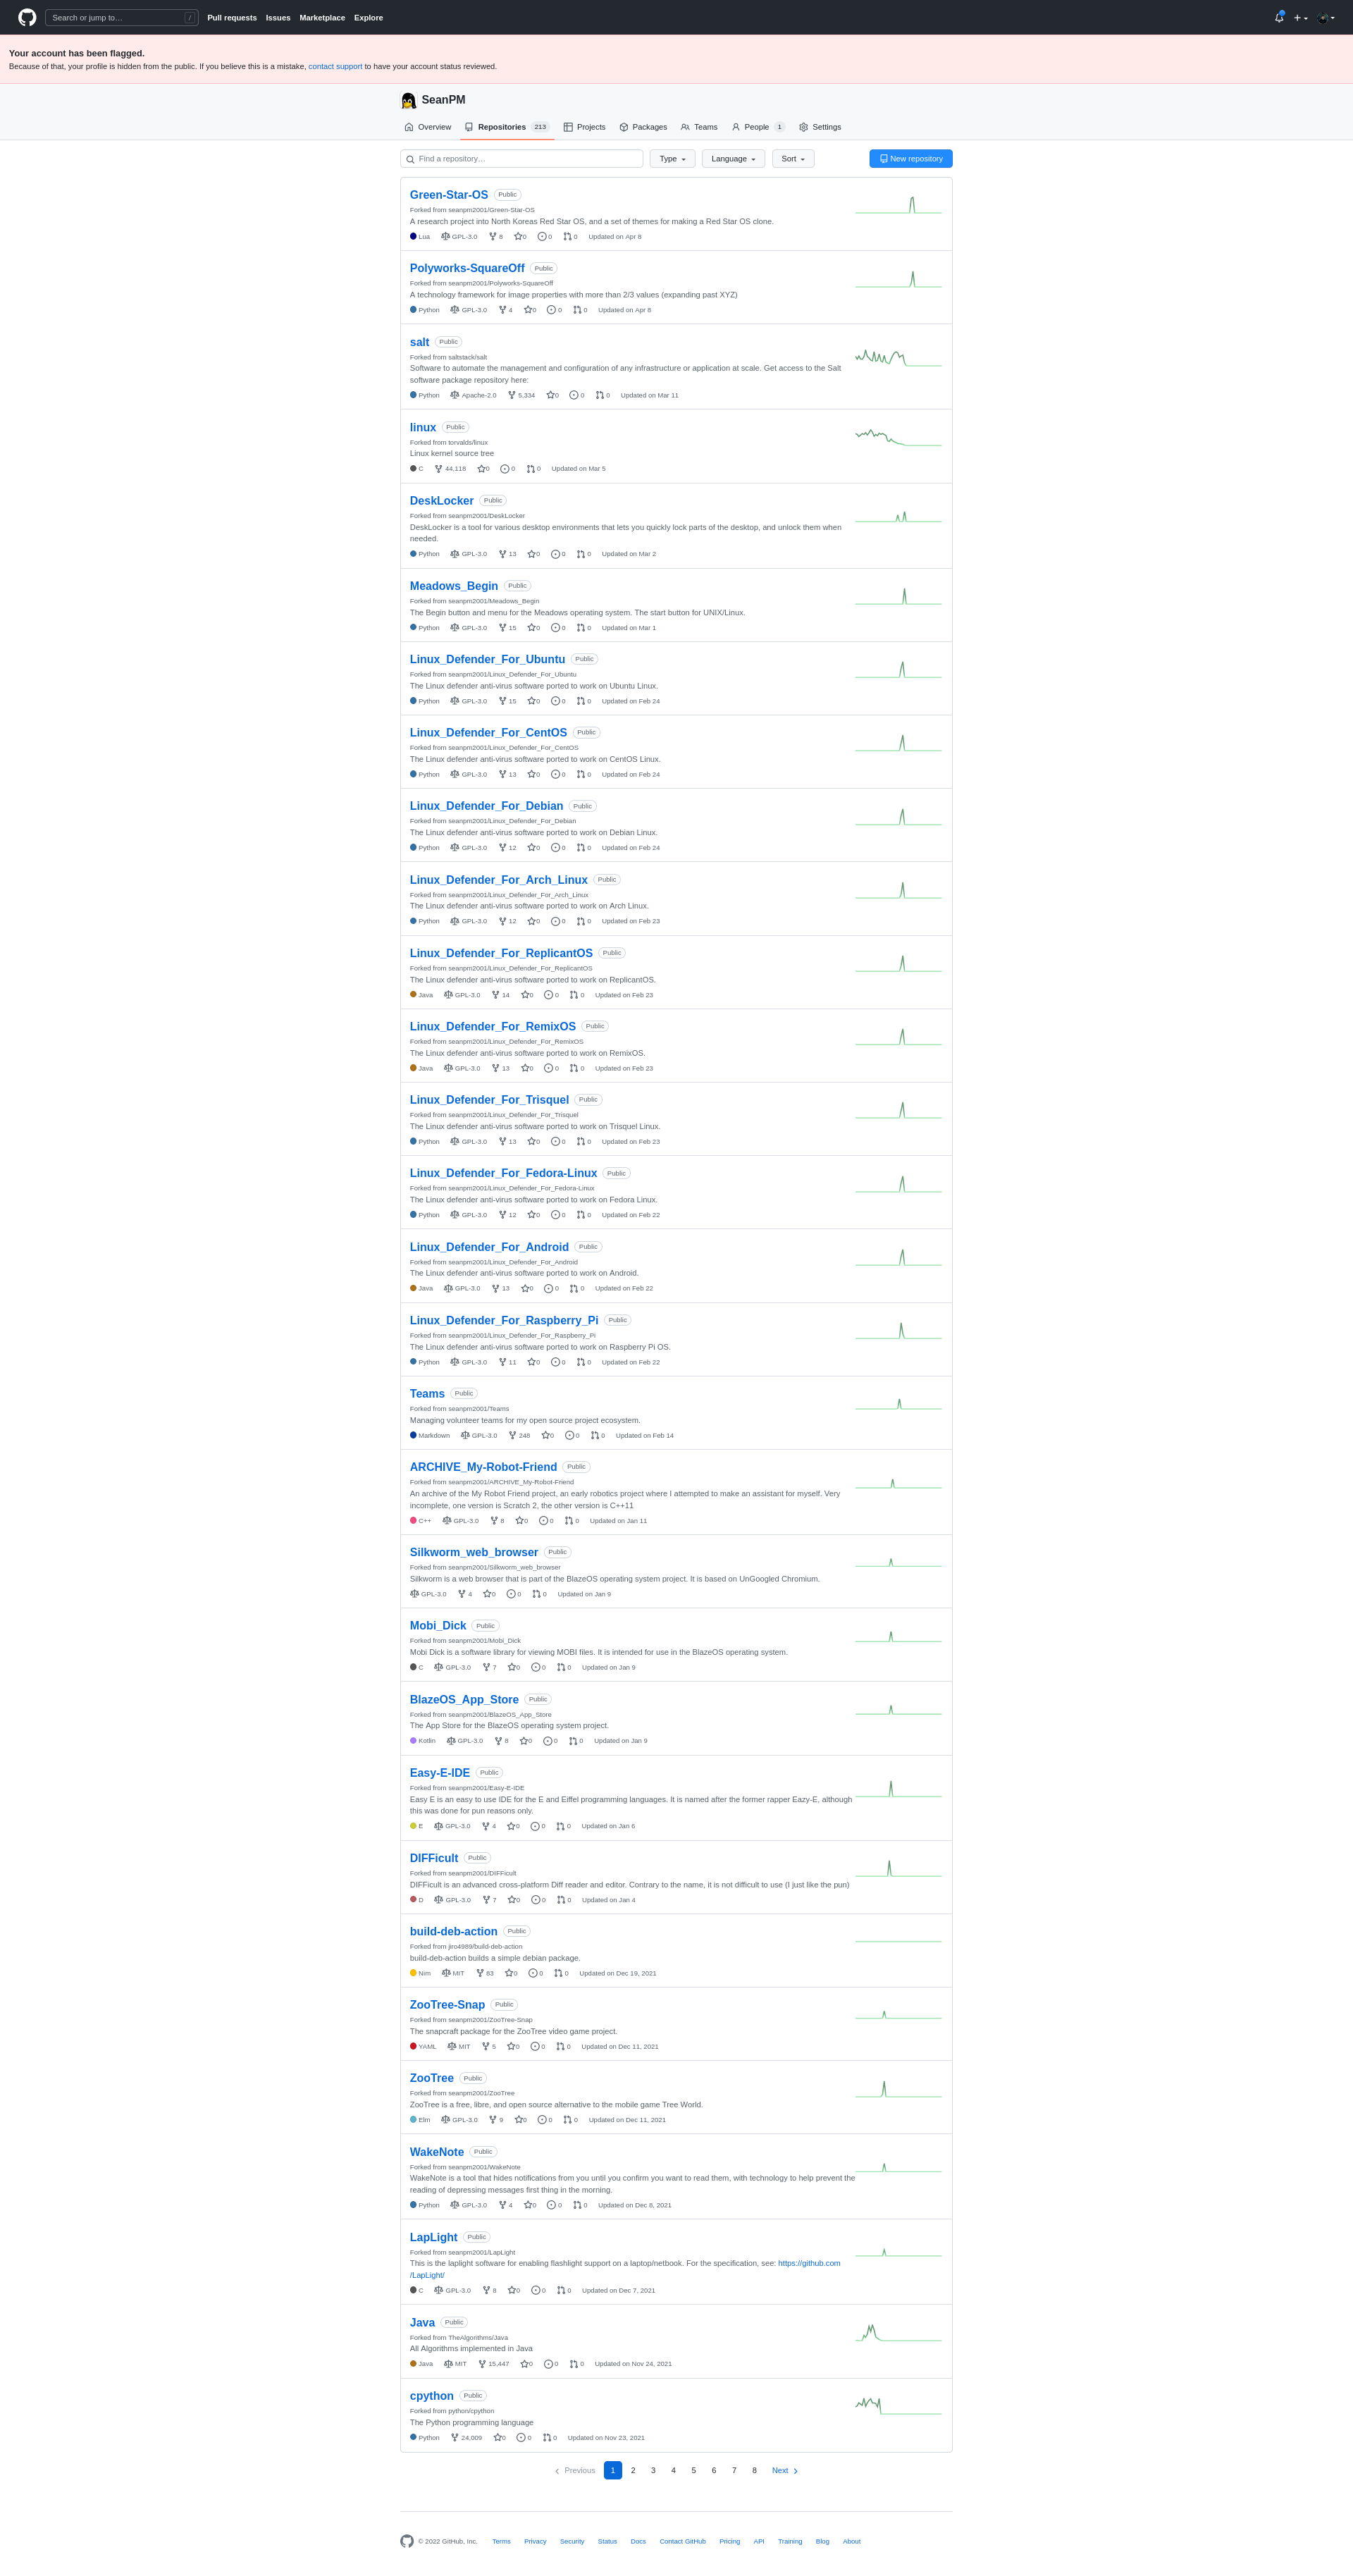 Search or jump to… /
Pull requests Issues Marketplace Explore
Your account has been flagged.
Because of that, your profile is hidden from the public. If you believe this is a mistake, contact support to have your account status reviewed.
SeanPM
Overview Repositories 213 Projects Packages Teams People 1 Settings
Find a repository… Type Language Sort New repository
Green-Star-OS Public
Forked from seanpm2001/Green-Star-OS
A research project into North Koreas Red Star OS, and a set of themes for making a Red Star OS clone.
Lua GPL-3.0 8 0 0 0 Updated on Apr 8
Polyworks-SquareOff Public
Forked from seanpm2001/Polyworks-SquareOff
A technology framework for image properties with more than 2/3 values (expanding past XYZ)
Python GPL-3.0 4 0 0 0 Updated on Apr 8
salt Public
Forked from saltstack/salt
Software to automate the management and configuration of any infrastructure or application at scale. Get access to the Salt
software package repository here:
Python Apache-2.0 5,334 0 0 0 Updated on Mar 11
linux Public
Forked from torvalds/linux
Linux kernel source tree
C 44,118 0 0 0 Updated on Mar 5
DeskLocker Public
Forked from seanpm2001/DeskLocker
DeskLocker is a tool for various desktop environments that lets you quickly lock parts of the desktop, and unlock them when
needed.
Python GPL-3.0 13 0 0 0 Updated on Mar 2
Meadows_Begin Public
Forked from seanpm2001/Meadows_Begin
The Begin button and menu for the Meadows operating system. The start button for UNIX/Linux.
Python GPL-3.0 15 0 0 0 Updated on Mar 1
Linux_Defender_For_Ubuntu Public
Forked from seanpm2001/Linux_Defender_For_Ubuntu
The Linux defender anti-virus software ported to work on Ubuntu Linux.
Python GPL-3.0 15 0 0 0 Updated on Feb 24
Linux_Defender_For_CentOS Public
Forked from seanpm2001/Linux_Defender_For_CentOS
The Linux defender anti-virus software ported to work on CentOS Linux.
Python GPL-3.0 13 0 0 0 Updated on Feb 24
Linux_Defender_For_Debian Public
Forked from seanpm2001/Linux_Defender_For_Debian
The Linux defender anti-virus software ported to work on Debian Linux.
Python GPL-3.0 12 0 0 0 Updated on Feb 24
Linux_Defender_For_Arch_Linux Public
Forked from seanpm2001/Linux_Defender_For_Arch_Linux
The Linux defender anti-virus software ported to work on Arch Linux.
Python GPL-3.0 12 0 0 0 Updated on Feb 23
Linux_Defender_For_ReplicantOS Public
Forked from seanpm2001/Linux_Defender_For_ReplicantOS
The Linux defender anti-virus software ported to work on ReplicantOS.
Java GPL-3.0 14 0 0 0 Updated on Feb 23
Linux_Defender_For_RemixOS Public
Forked from seanpm2001/Linux_Defender_For_RemixOS
The Linux defender anti-virus software ported to work on RemixOS.
Java GPL-3.0 13 0 0 0 Updated on Feb 23
Linux_Defender_For_Trisquel Public
Forked from seanpm2001/Linux_Defender_For_Trisquel
The Linux defender anti-virus software ported to work on Trisquel Linux.
Python GPL-3.0 13 0 0 0 Updated on Feb 23
Linux_Defender_For_Fedora-Linux Public
Forked from seanpm2001/Linux_Defender_For_Fedora-Linux
The Linux defender anti-virus software ported to work on Fedora Linux.
Python GPL-3.0 12 0 0 0 Updated on Feb 22
Linux_Defender_For_Android Public
Forked from seanpm2001/Linux_Defender_For_Android
The Linux defender anti-virus software ported to work on Android.
Java GPL-3.0 13 0 0 0 Updated on Feb 22
Linux_Defender_For_Raspberry_Pi Public
Forked from seanpm2001/Linux_Defender_For_Raspberry_Pi
The Linux defender anti-virus software ported to work on Raspberry Pi OS.
Python GPL-3.0 11 0 0 0 Updated on Feb 22
Teams Public
Forked from seanpm2001/Teams
Managing volunteer teams for my open source project ecosystem.
Markdown GPL-3.0 248 0 0 0 Updated on Feb 14
ARCHIVE_My-Robot-Friend Public
Forked from seanpm2001/ARCHIVE_My-Robot-Friend
An archive of the My Robot Friend project, an early robotics project where I attempted to make an assistant for myself. Very
incomplete, one version is Scratch 2, the other version is C++11
C++ GPL-3.0 8 0 0 0 Updated on Jan 11
Silkworm_web_browser Public
Forked from seanpm2001/Silkworm_web_browser
Silkworm is a web browser that is part of the BlazeOS operating system project. It is based on UnGoogled Chromium.
GPL-3.0 4 0 0 0 Updated on Jan 9
Mobi_Dick Public
Forked from seanpm2001/Mobi_Dick
Mobi Dick is a software library for viewing MOBI files. It is intended for use in the BlazeOS operating system.
C GPL-3.0 7 0 0 0 Updated on Jan 9
BlazeOS_App_Store Public
Forked from seanpm2001/BlazeOS_App_Store
The App Store for the BlazeOS operating system project.
Kotlin GPL-3.0 8 0 0 0 Updated on Jan 9
Easy-E-IDE Public
Forked from seanpm2001/Easy-E-IDE
Easy E is an easy to use IDE for the E and Eiffel programming languages. It is named after the former rapper Eazy-E, although
this was done for pun reasons only.
E GPL-3.0 4 0 0 0 Updated on Jan 6
DIFFicult Public
Forked from seanpm2001/DIFFicult
DIFFicult is an advanced cross-platform Diff reader and editor. Contrary to the name, it is not difficult to use (I just like the pun)
D GPL-3.0 7 0 0 0 Updated on Jan 4
build-deb-action Public
Forked from jiro4989/build-deb-action
build-deb-action builds a simple debian package.
Nim MIT 83 0 0 0 Updated on Dec 19, 2021
ZooTree-Snap Public
Forked from seanpm2001/ZooTree-Snap
The snapcraft package for the ZooTree video game project.
YAML MIT 5 0 0 0 Updated on Dec 11, 2021
ZooTree Public
Forked from seanpm2001/ZooTree
ZooTree is a free, libre, and open source alternative to the mobile game Tree World.
Elm GPL-3.0 9 0 0 0 Updated on Dec 11, 2021
WakeNote Public
Forked from seanpm2001/WakeNote
WakeNote is a tool that hides notifications from you until you confirm you want to read them, with technology to help prevent the
reading of depressing messages first thing in the morning.
Python GPL-3.0 4 0 0 0 Updated on Dec 8, 2021
LapLight Public
Forked from seanpm2001/LapLight
This is the laplight software for enabling flashlight support on a laptop/netbook. For the specification, see: https://github.com
/LapLight/
C GPL-3.0 8 0 0 0 Updated on Dec 7, 2021
Java Public
Forked from TheAlgorithms/Java
All Algorithms implemented in Java
Java MIT 15,447 0 0 0 Updated on Nov 24, 2021
cpython Public
Forked from python/cpython
The Python programming language
Python 24,009 0 0 0 Updated on Nov 23, 2021
Previous 1 2 3 4 5 6 7 8 Next
© 2022 GitHub, Inc. Terms Privacy Security Status Docs Contact GitHub Pricing API Training Blog About